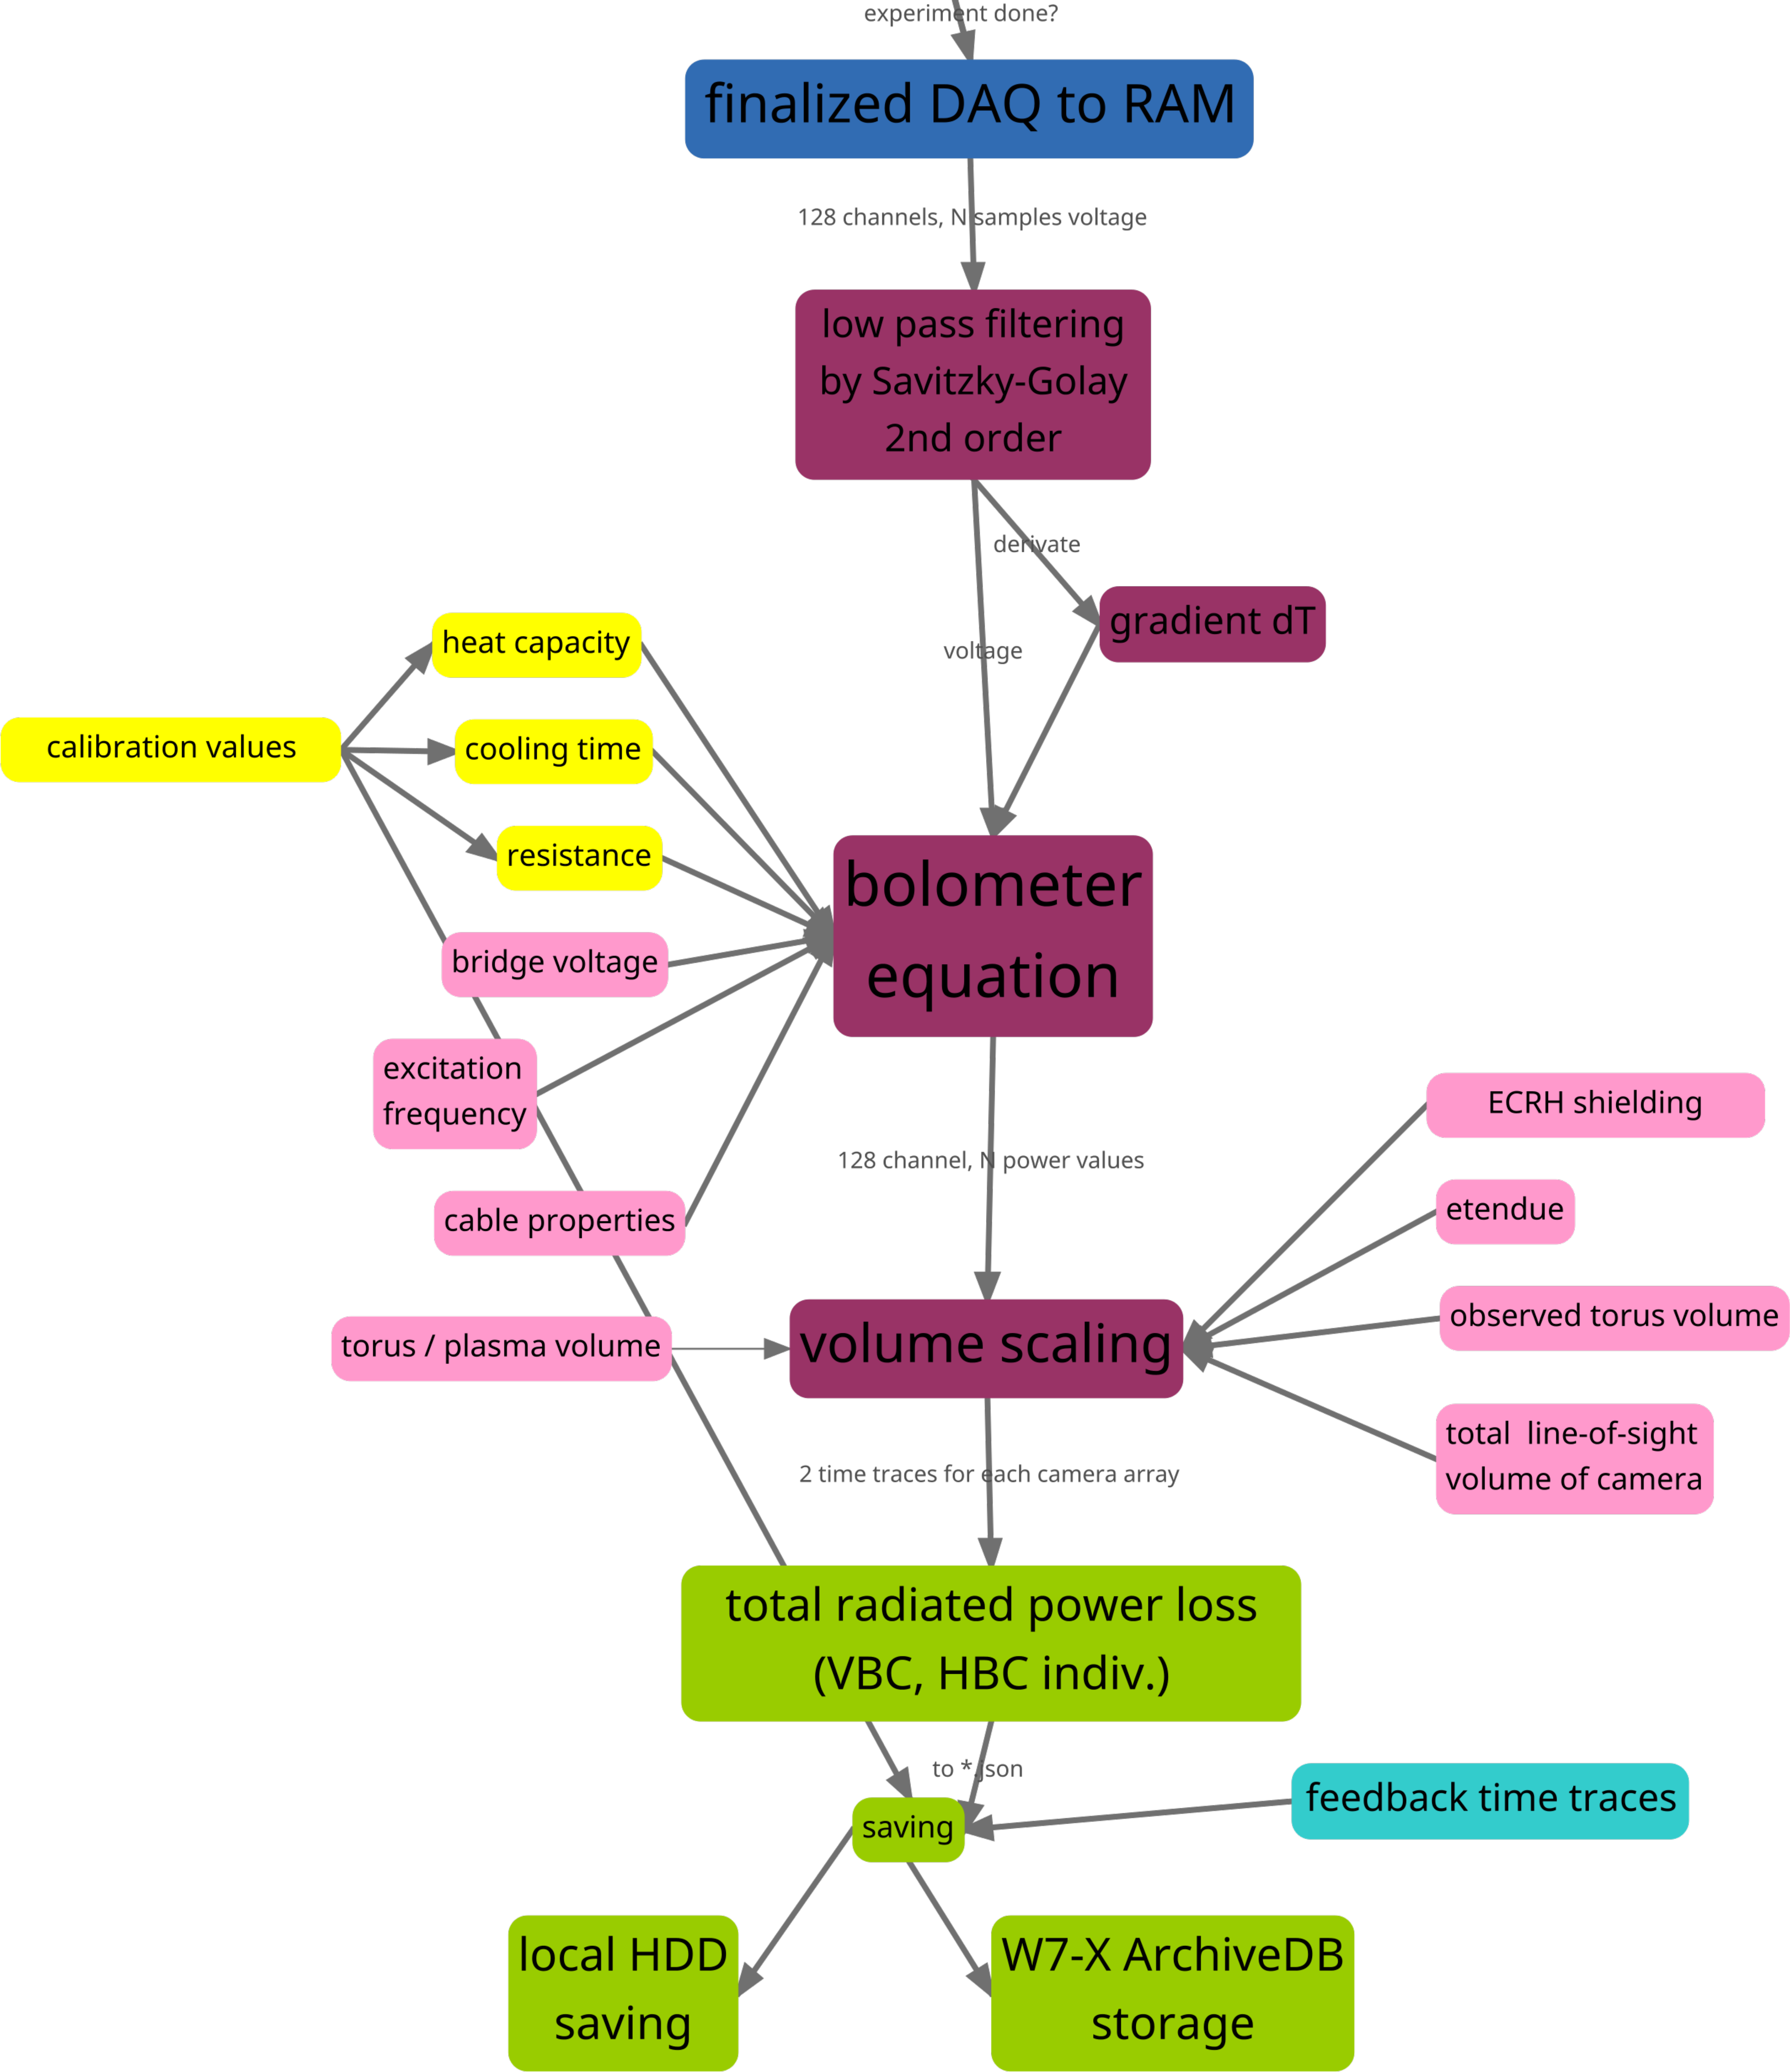 experiment done?
finalized DAQ to RAM
128 channels, N samples voltage
low pass filtering
by Savitzky-Golay
2nd order
derivate
gradient dT
voltage
heat capacity
calibration values
cooling time
resistance
bolometer
equation
bridge voltage
excitation
frequency
cable properties
128 channel, N power values
ECRH shielding
etendue
observed torus volume
torus / plasma volume
volume scaling
total line-of-sight
volume of camera
2 time traces for each camera array
total radiated power loss
(VBC, HBC indiv.)
to *.json
feedback time traces
saving
local HDD
saving
W7-X ArchiveDB
storage